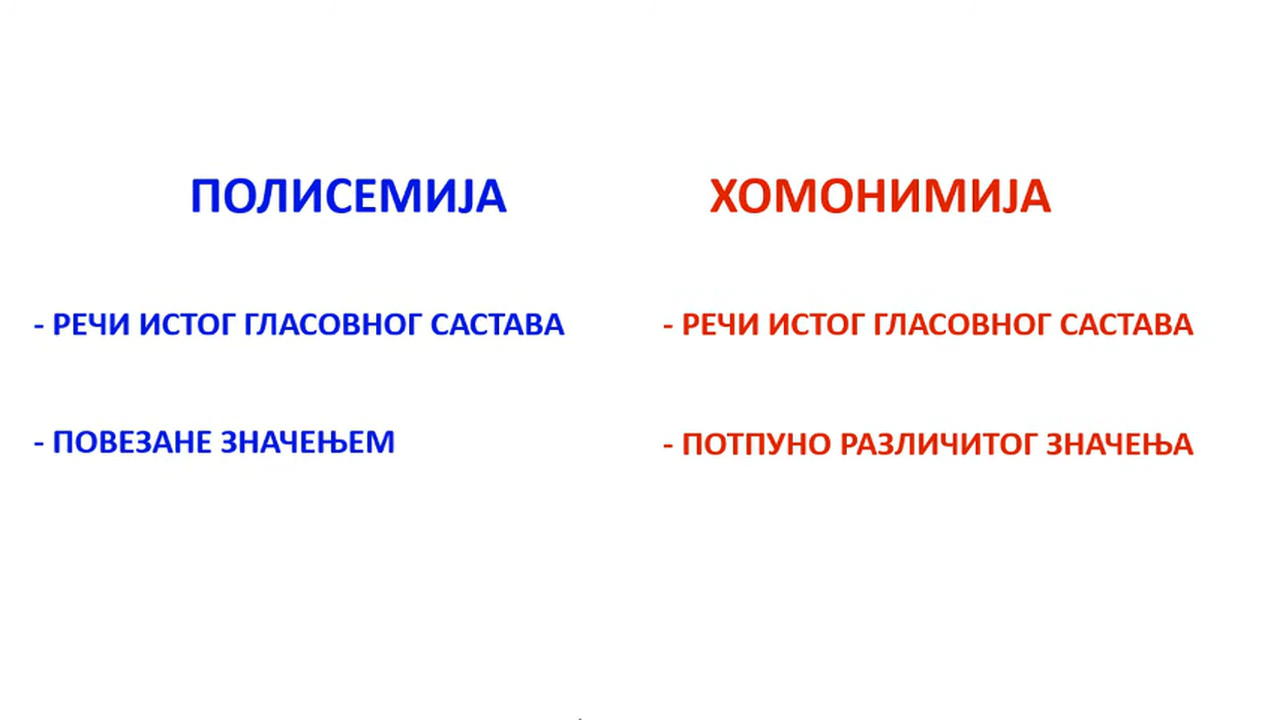 ПОЛИСЕМИЈА
- РЕЧИ ИСТОГ ГЛАСОВНОГ САСТАВА
- ПОВЕЗАНЕ ЗНАЧЕЊЕМ
ХОМОНИМИЈА
- РЕЧИ ИСТОГ ГЛАСОВНОГ САСТАВА
- ПОТПУНО РАЗЛИЧИТОГ ЗНАЧЕЊА